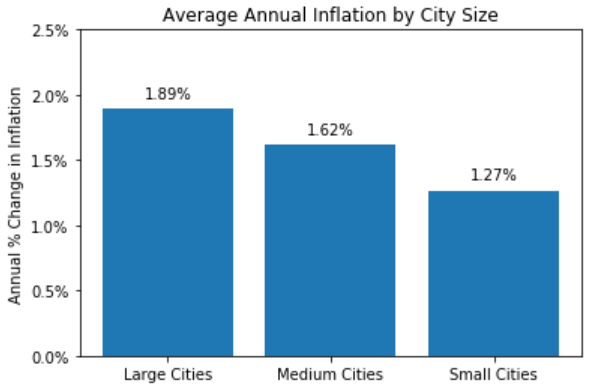 Average Annual Inflation by City Size
Annual % Change in Inflation
2.5%
2.0%
1.5%
1.0%
0.5%
0.0%
1.89%
1.62%
1.27%
Large Cities
Medium Cities
Small Cities